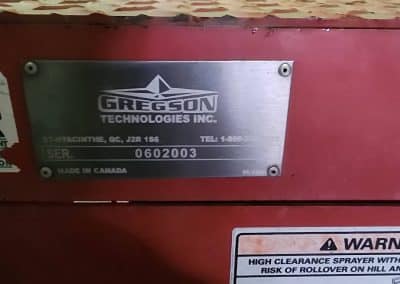 GREGSON
TECHNOLOGIES INC.
ST-HYACINTHE, QC, J2R 1S6 TEL: 1-800-
SER. 0602003
MADE IN CANADA
WARN
HIGH CLEARANCE SPRAYER WITH
RISK OF ROLLOVER ON HILL AN